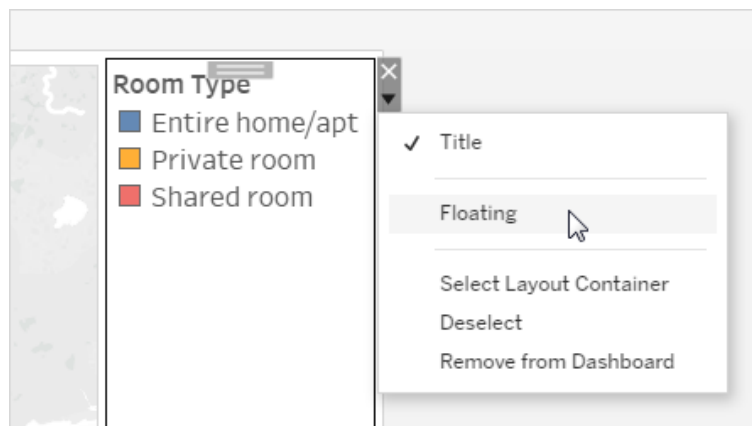 Room Type
Entire home/apt
Private room
Shared room
Title
Floating
Select Layout Container
Deselect
Remove from Dashboard